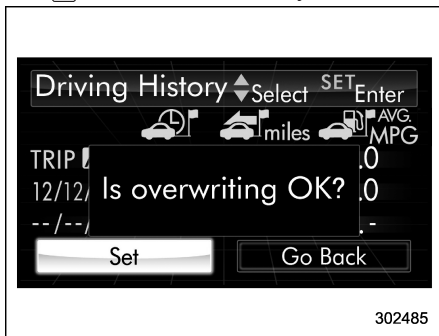 Driving History Select SET Enter
miles AVG. MPG
TRIP .0
12/12/ .0
--/--/ .-
Is overwriting OK?
Set Go Back
302485